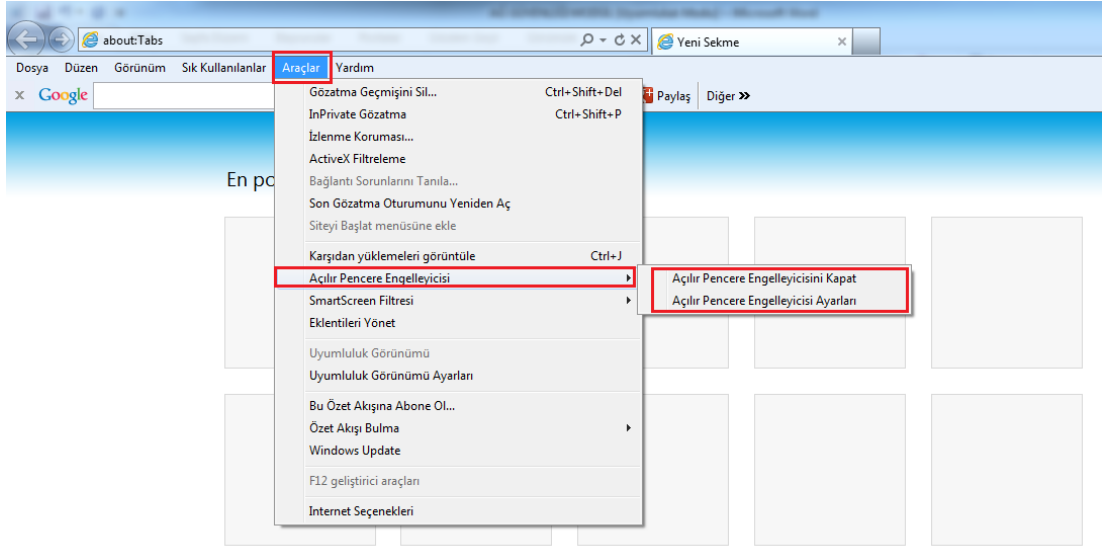 about:Tabs
Yeni Sekme
Dosya Düzen Görünüm Sık Kullanılanlar Araçlar Yardım
x Google Paylaş Diğer
Gözatma Geçmişini Sil... Ctrl+Shift+Del
InPrivate Gözatma Ctrl+Shift+P
İzlenme Koruması...
ActiveX Filtreleme
En po
Bağlantı Sorunlarını Tanıla...
Son Gözatma Oturumunu Yeniden Aç
Siteyi Başlat menüsüne ekle
Karşıdan yüklemeleri görüntüle Ctrl+J
Açılır Pencere Engelleyicisi
Açılır Pencere Engelleyicisini Kapat
SmartScreen Filtresi
Açılır Pencere Engelleyicisi Ayarları
Eklentileri Yönet
Uyumluluk Görünümü
Uyumluluk Görünümü Ayarları
Bu Özet Akışına Abone Ol...
Özet Akışı Bulma
Windows Update
F12 geliştirici araçları
Internet Seçenekleri